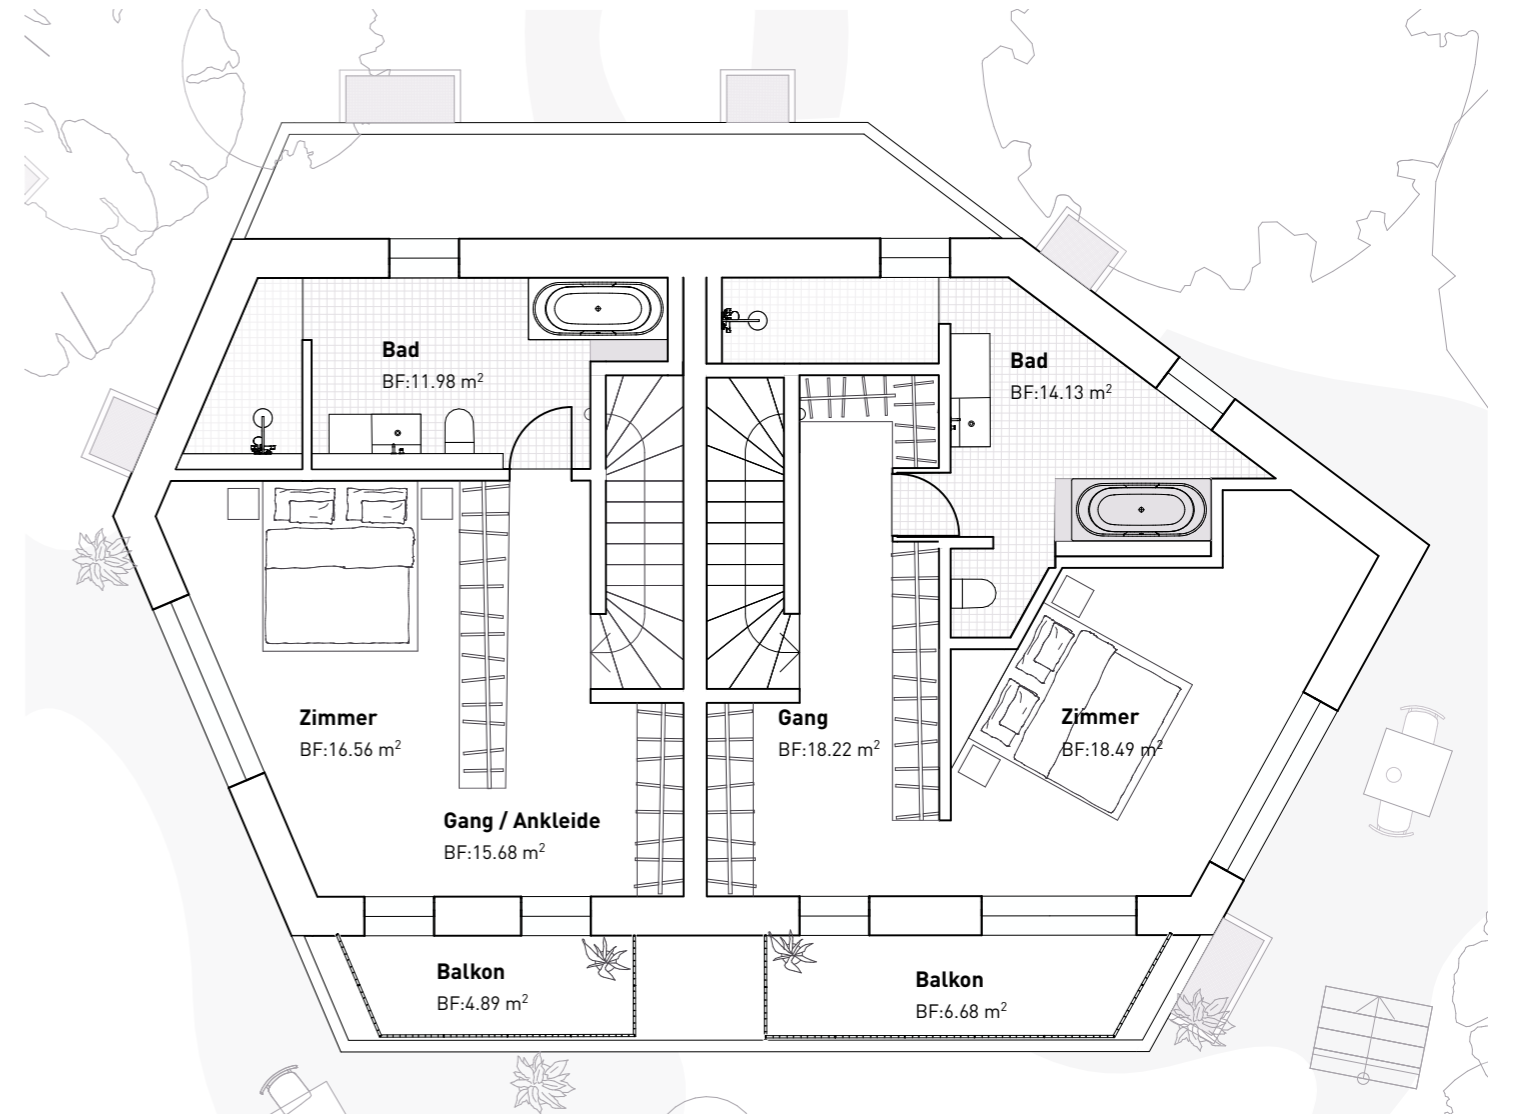 Bad
BF:11.98 m²
Bad
BF:14.13 m²
Zimmer
BF:16.56 m²
Gang
BF:18.22 m²
Zimmer
BF:18.49 m²
Gang / Ankleide
BF:15.68 m²
Balkon
BF:4.89 m²
Balkon
BF:6.68 m²